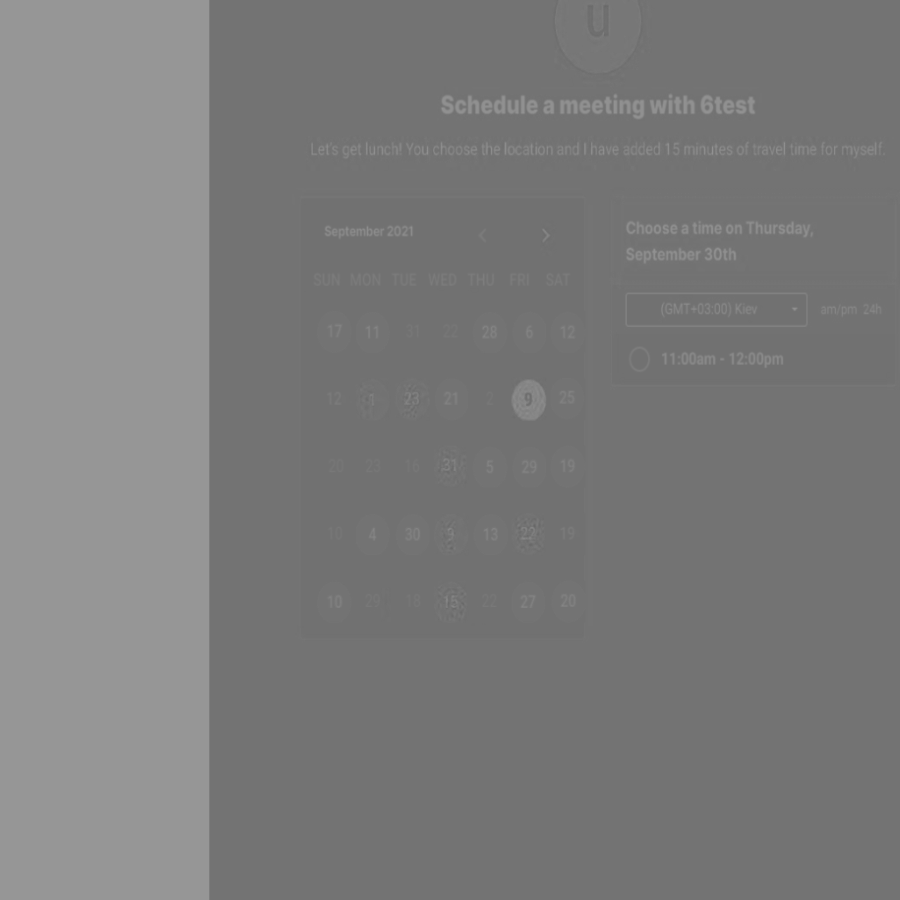 u
Schedule a meeting with 6test
Let's get lunch! You choose the location and I have added 15 minutes of travel time for myself.
September 2021
SUN MON TUE WED THU FRI SAT
17 11 31 22 28 6 12
12 1 23 21 2 9 25
20 25 16 31 5 29 19
10 4 30 9 13 22 19
10 29 18 15 22 27 20
Choose a time on Thursday,
September 30th
(GMT+03:00) Kiev am/pm 24h
11:00am - 12:00pm